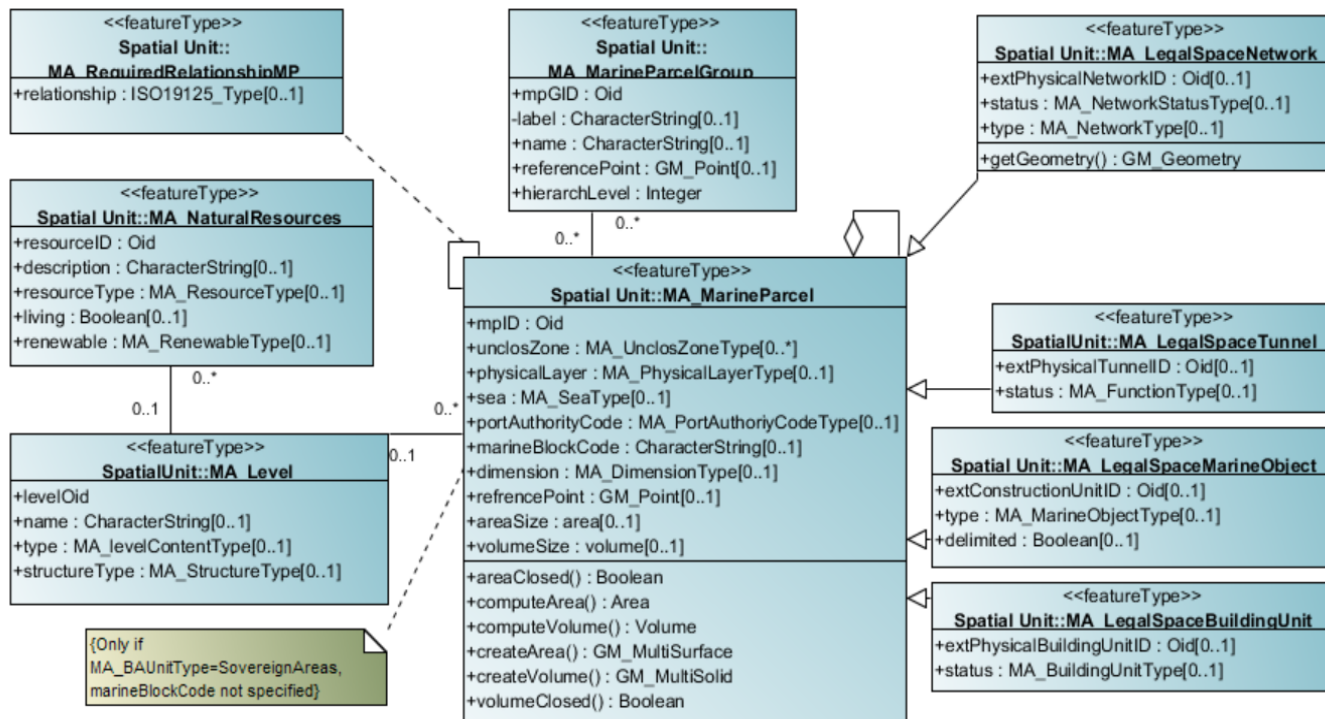 <<featureType>>
Spatial Unit::
MA_RequiredRelationshipMP
+relationship : ISO19125_Type[0..1]
<<featureType>>
Spatial Unit::
MA_MarineParcelGroup
+mpGID : Oid
-label : CharacterString[0..1]
+name : CharacterString[0..1]
+referencePoint : GM_Point[0..1]
+hierarchLevel : Integer
<<featureType>>
Spatial Unit::MA_LegalSpaceNetwork
+extPhysicalNetworkID : Oid[0..1]
+status : MA_NetworkStatusType[0..1]
+type : MA_NetworkType[0..1]
+getGeometry() : GM_Geometry
<<featureType>>
Spatial Unit::MA_NaturalResources
+resourceID : Oid
+description : CharacterString[0..1]
+resourceType : MA_ResourceType[0..1]
+living : Boolean[0..1]
+renewable : MA_RenewableType[0..1]
0..*
0..*
0..*
0..1
0..*
0..1
<<featureType>>
Spatial Unit::MA_MarineParcel
+mpID : Oid
+unclosZone : MA_UnclosZoneType[0..*]
+physicalLayer : MA_PhysicalLayerType[0..1]
+sea : MA_SeaType[0..1]
+portAuthorityCode : MA_PortAuthoriyCodeType[0..1]
+marineBlockCode : CharacterString[0..1]
+dimension : MA_DimensionType[0..1]
+refrencePoint : GM_Point[0..1]
+areaSize : area[0..1]
+volumeSize : volume[0..1]
+areaClosed() : Boolean
+computeArea() : Area
+computeVolume() : Volume
+createArea() : GM_MultiSurface
+createVolume() : GM_MultiSolid
+volumeClosed() : Boolean
<<featureType>>
SpatialUnit::MA_LegalSpaceTunnel
+extPhysicalTunnelID : Oid[0..1]
+status : MA_FunctionType[0..1]
<<featureType>>
SpatialUnit::MA_Level
+levelOid
+name : CharacterString[0..1]
+type : MA_levelContentType[0..1]
+structureType : MA_StructureType[0..1]
<<featureType>>
Spatial Unit::MA_LegalSpaceMarineObject
+extConstructionUnitID : Oid[0..1]
+type : MA_MarineObjectType[0..1]
+delimited : Boolean[0..1]
<<featureType>>
Spatial Unit::MA_LegalSpaceBuildingUnit
+extPhysicalBuildingUnitID : Oid[0..1]
+status : MA_BuildingUnitType[0..1]
{Only if
MA_BAUnitType=SovereignAreas,
marineBlockCode not specified}